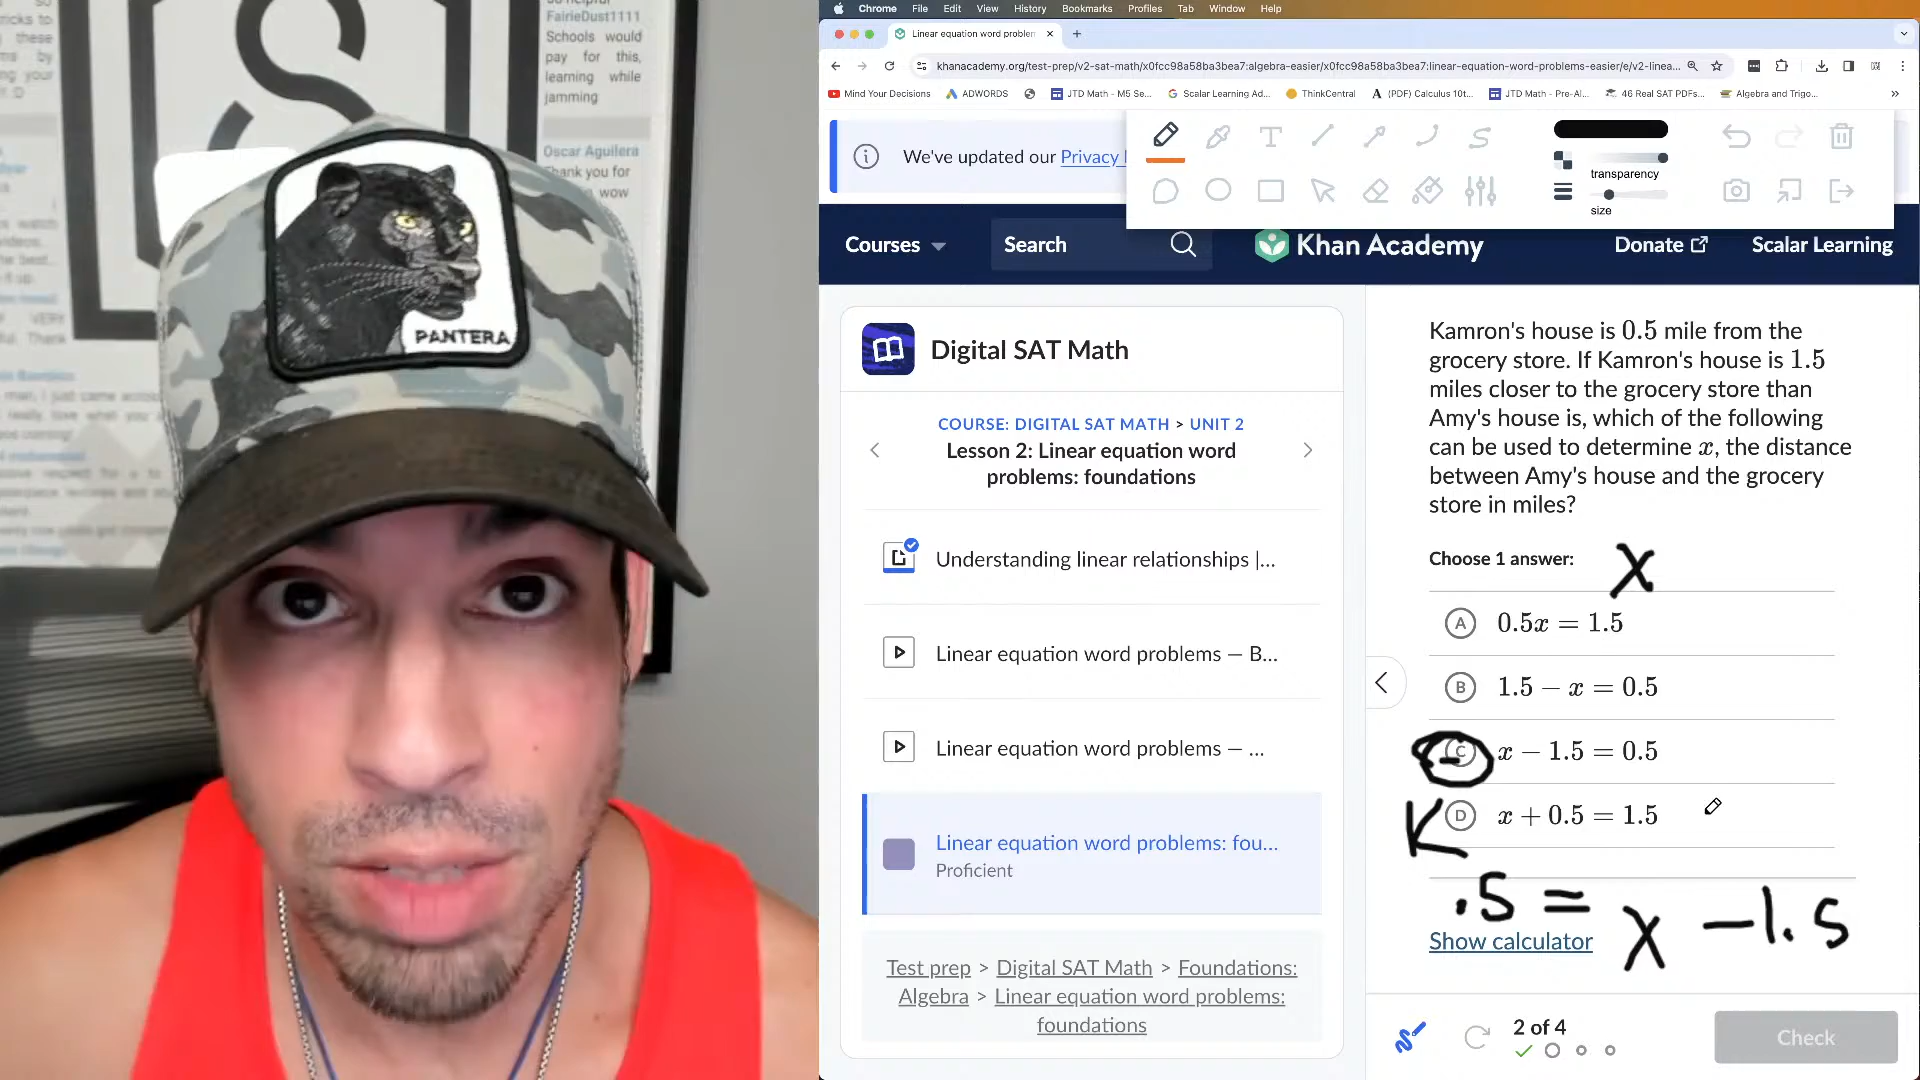 FairieDust1111
Schools would
pay for this,
learning while
jamming
Oscar Aguilera
Thank you for
wow
PANTERA
Chrome File Edit View History Bookmarks Profiles Tab Window Help
Linear equation word problem
khanacademy.org/test-prep/v2-sat-math/x0fcc98a58ba3bea7:algebra-easier/x0fcc98a58ba3bea7:linear-equation-word-problems-easier/e/v2-linea...
Mind Your Decisions ADWORDS JTD Math - M5 Se... Scalar Learning Ad... ThinkCentral (PDF) Calculus 10t... JTD Math - Pre-Al... 46 Real SAT PDFs... Algebra and Trigo... »
We've updated our Privacy
transparency
size
Courses Search Khan Academy Donate Scalar Learning
Digital SAT Math
COURSE: DIGITAL SAT MATH > UNIT 2
Lesson 2: Linear equation word
problems: foundations
Understanding linear relationships |...
Linear equation word problems — B...
Linear equation word problems — ...
Linear equation word problems: fou...
Proficient
Test prep > Digital SAT Math > Foundations:
Algebra > Linear equation word problems:
foundations
Kamron's house is 0.5 mile from the
grocery store. If Kamron's house is 1.5
miles closer to the grocery store than
Amy's house is, which of the following
can be used to determine x, the distance
between Amy's house and the grocery
store in miles?
Choose 1 answer:
X
A 0.5x = 1.5
B 1.5 − x = 0.5
C x − 1.5 = 0.5
K
D x + 0.5 = 1.5
.5 = x − 1.5
Show calculator
2 of 4
Check